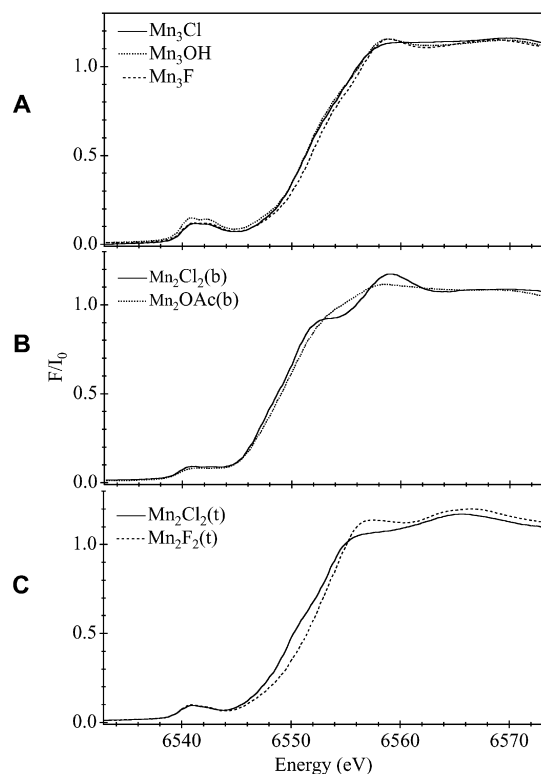 A
Mn₃Cl
Mn₃OH
Mn₃F
1.0
0.5
0.0
B
Mn₂Cl₂(b)
Mn₂OAc(b)
1.0
0.5
0.0
F/I₀
C
Mn₂Cl₂(t)
Mn₂F₂(t)
1.0
0.5
0.0
6540 6550 6560 6570
Energy (eV)